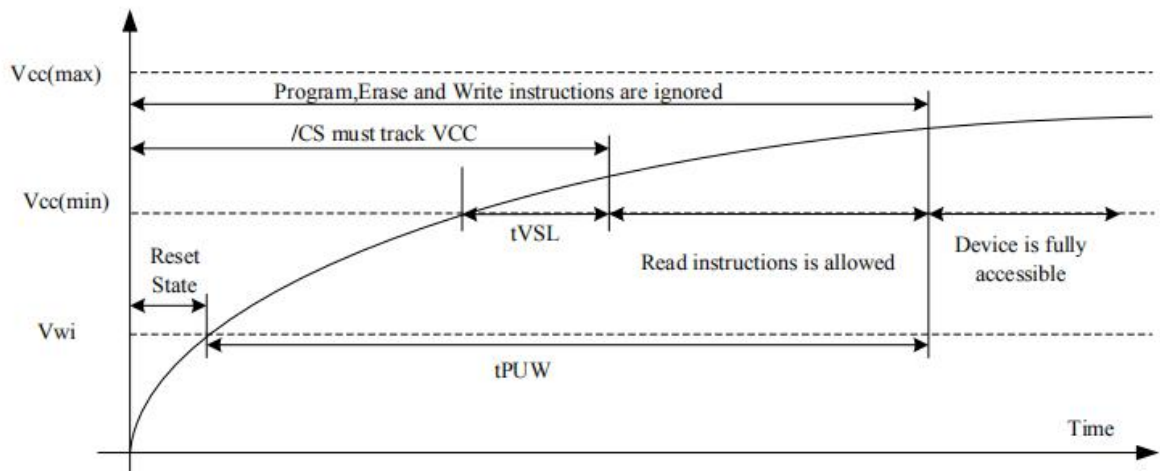 Vcc(max)
Program,Erase and Write instructions are ignored
/CS must track VCC
Vcc(min)
tVSL
Reset
State
Read instructions is allowed
Device is fully
accessible
Vwi
tPUW
Time